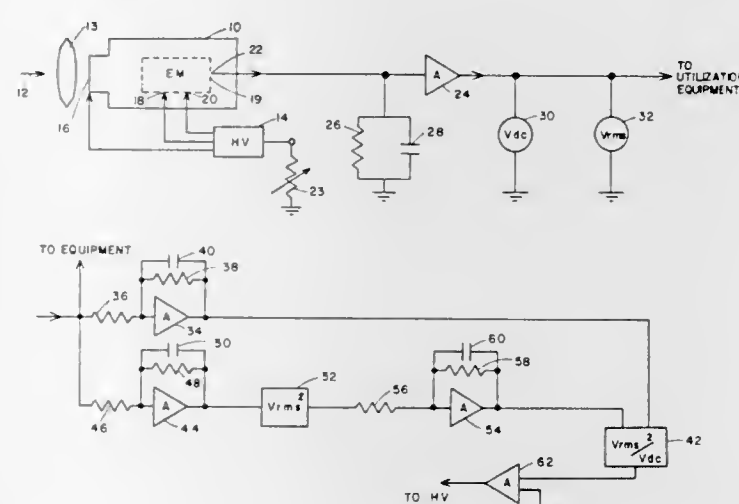 13
10
12
16
EM
22
19
18
20
14
HV
23
26
28
A
24
30
Vdc
32
Vrms
TO
UTILIZATIO
EQUIPMENT
TO EQUIPMENT
40
38
36
A
34
50
48
46
A
44
52
Vrms²
56
60
58
A
54
Vrms²/Vdc
42
62
A
TO HV